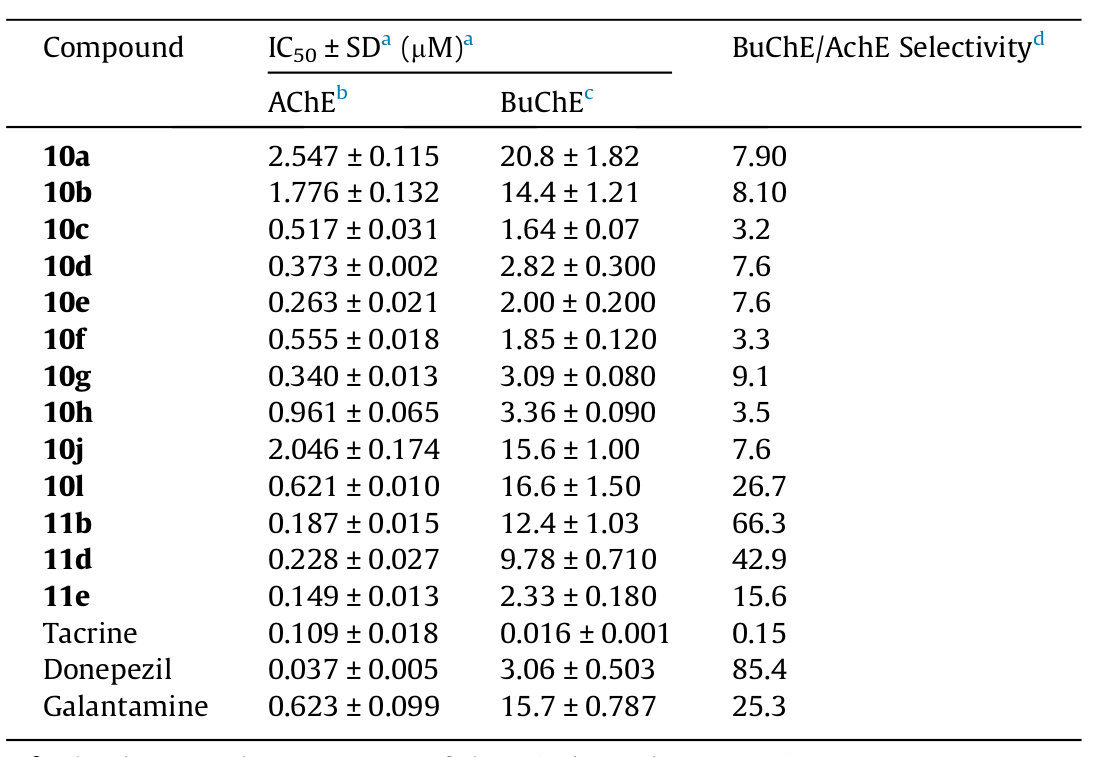 Compound IC50 ± SDa (μM)a BuChE/AchE Selectivityd
AChEb BuChEc
10a 2.547 ± 0.115 20.8 ± 1.82 7.90
10b 1.776 ± 0.132 14.4 ± 1.21 8.10
10c 0.517 ± 0.031 1.64 ± 0.07 3.2
10d 0.373 ± 0.002 2.82 ± 0.300 7.6
10e 0.263 ± 0.021 2.00 ± 0.200 7.6
10f 0.555 ± 0.018 1.85 ± 0.120 3.3
10g 0.340 ± 0.013 3.09 ± 0.080 9.1
10h 0.961 ± 0.065 3.36 ± 0.090 3.5
10j 2.046 ± 0.174 15.6 ± 1.00 7.6
10l 0.621 ± 0.010 16.6 ± 1.50 26.7
11b 0.187 ± 0.015 12.4 ± 1.03 66.3
11d 0.228 ± 0.027 9.78 ± 0.710 42.9
11e 0.149 ± 0.013 2.33 ± 0.180 15.6
Tacrine 0.109 ± 0.018 0.016 ± 0.001 0.15
Donepezil 0.037 ± 0.005 3.06 ± 0.503 85.4
Galantamine 0.623 ± 0.099 15.7 ± 0.787 25.3